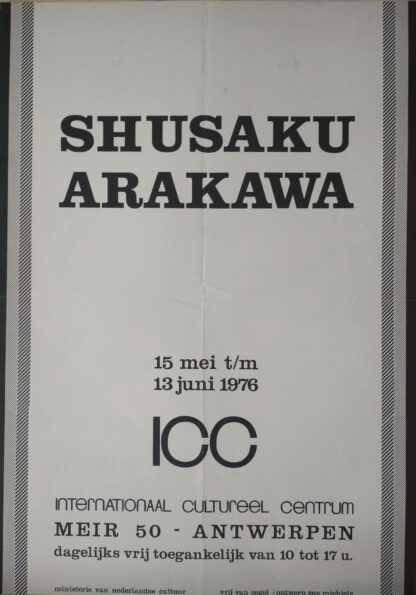 SHUSAKU
ARAKAWA
15 mei t/m
13 juni 1976
ICC
INTERNATIONAAL CULTUREEL CENTRUM
MEIR 50 - ANTWERPEN
dagelijks vrij toegankelijk van 10 tot 17 u.
ministerie van nederlandse cultuur
vrij van zegel / ontwerp sus michiels